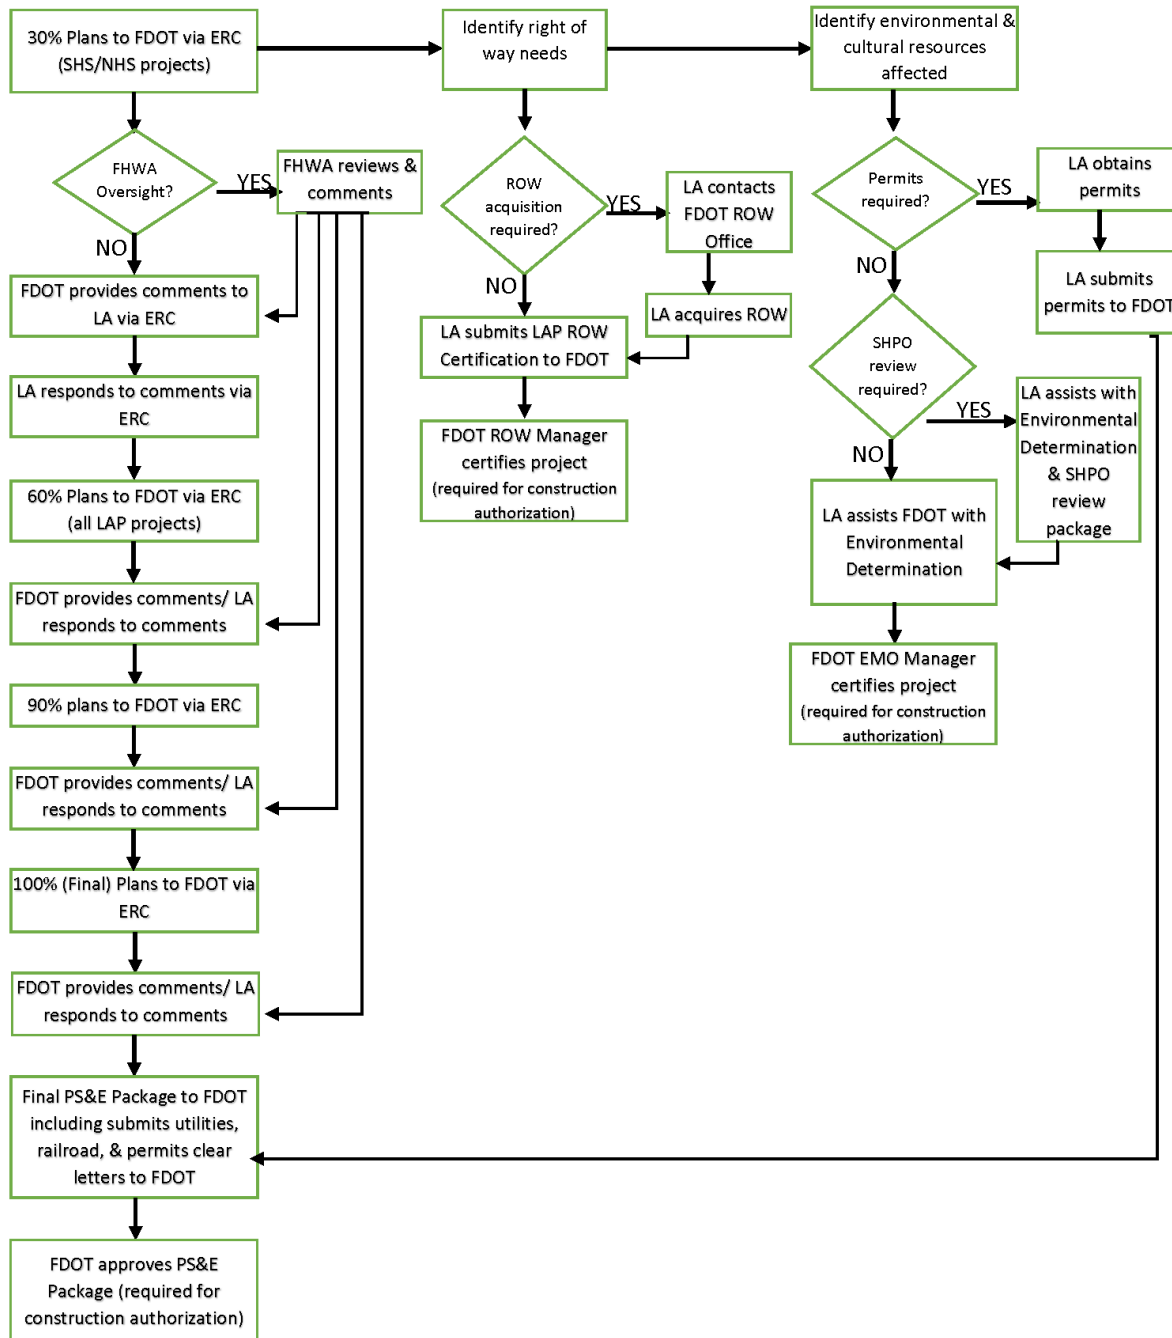 30% Plans to FDOT via ERC
(SHS/NHS projects)
Identify right of
way needs
Identify environmental &
cultural resources
affected
FHWA
Oversight?
YES
FHWA reviews &
comments
NO
ROW
acquisition
required?
YES
LA contacts
FDOT ROW
Office
NO
Permits
required?
YES
LA obtains
permits
NO
LA submits
permits to FDOT
FDOT provides comments to
LA via ERC
LA acquires ROW
LA submits LAP ROW
Certification to FDOT
SHPO
review
required?
YES
LA assists with
Environmental
Determination
& SHPO
review
package
NO
LA responds to comments via
ERC
FDOT ROW Manager
certifies project
(required for construction
authorization)
60% Plans to FDOT via ERC
(all LAP projects)
LA assists FDOT with
Environmental
Determination
FDOT provides comments/ LA
responds to comments
FDOT EMO Manager
certifies project
(required for construction
authorization)
90% plans to FDOT via ERC
FDOT provides comments/ LA
responds to comments
100% (Final) Plans to FDOT via
ERC
FDOT provides comments/ LA
responds to comments
Final PS&E Package to FDOT
including submits utilities,
railroad, & permits clear
letters to FDOT
FDOT approves PS&E
Package (required for
construction authorization)